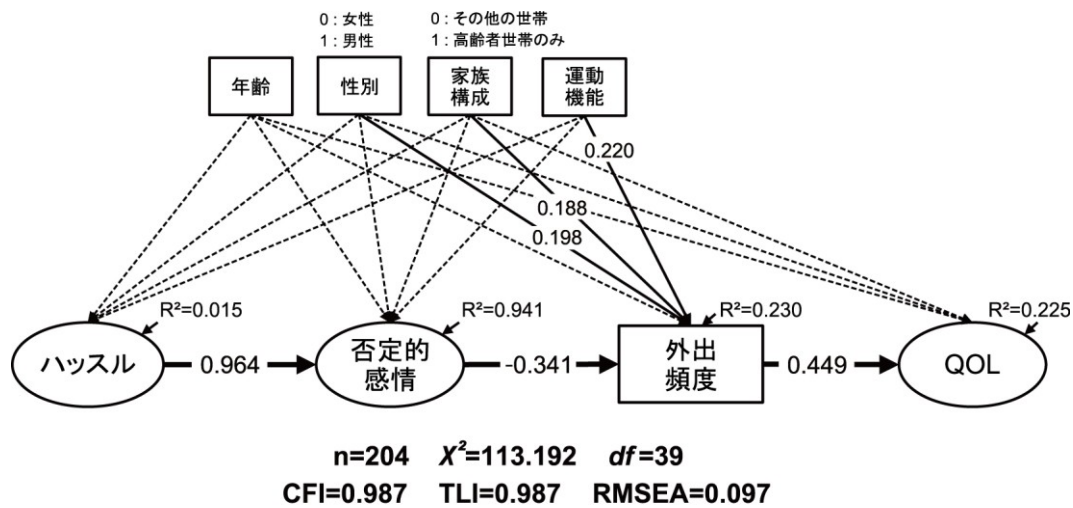 0 : 女性
1 : 男性
0 : その他の世帯
1 : 高齢者世帯のみ
年齢
性別
家族
構成
運動
機能
0.220
0.188
0.198
R²=0.015
R²=0.941
R²=0.230
R²=0.225
ハッスル
0.964
否定的
感情
-0.341
外出
頻度
0.449
QOL
n=204 X²=113.192 df=39
CFI=0.987 TLI=0.987 RMSEA=0.097